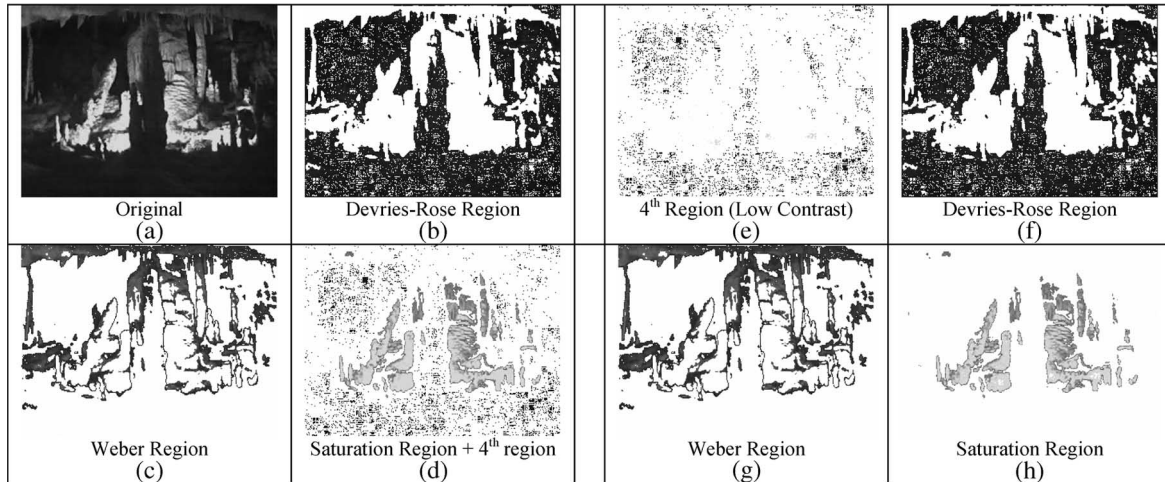 Original
(a)
Devries-Rose Region
(b)
4th Region (Low Contrast)
(e)
Devries-Rose Region
(f)
Weber Region
(c)
Saturation Region + 4th region
(d)
Weber Region
(g)
Saturation Region
(h)